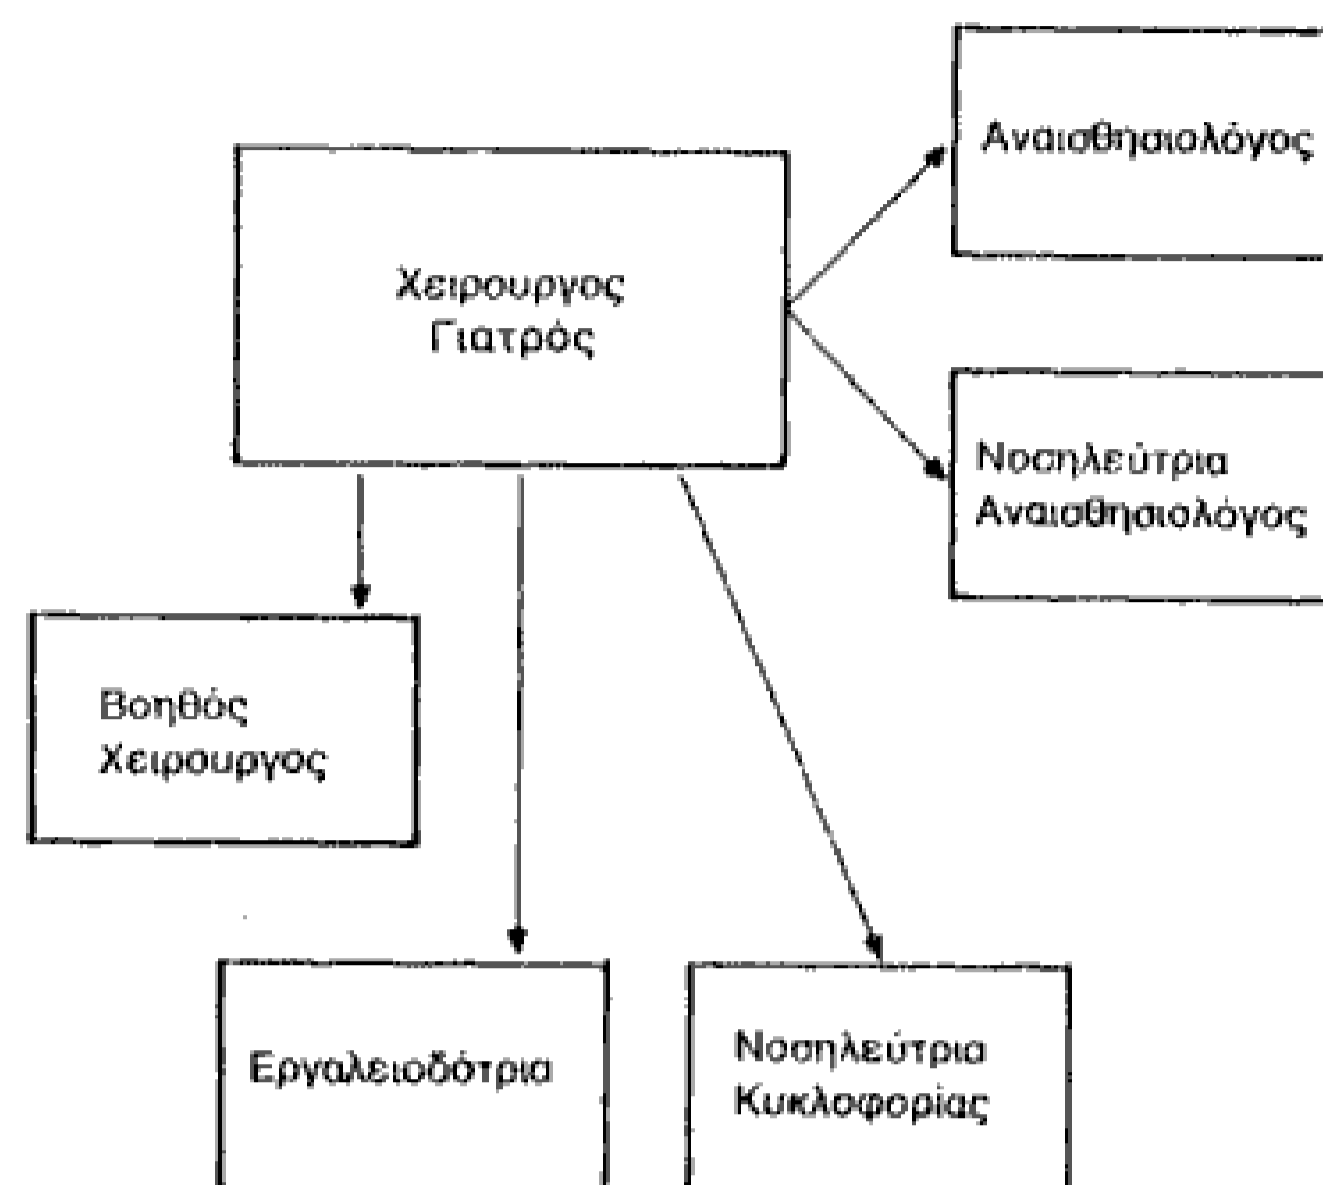 Αναισθησιολόγος
Χειρουργος
Γιατρός
Νοσηλεύτρια
Αναισθησιολόγος
Βοηθός
Χειρουργος
Εργαλειοδότρια
Νοσηλεύτρια
Κυκλοφορίας